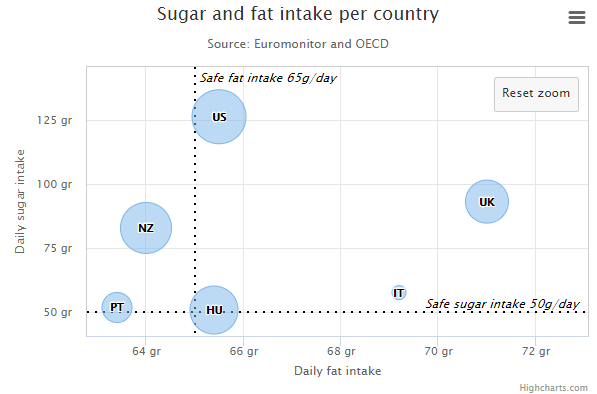 Sugar and fat intake per country
Source: Euromonitor and OECD
Safe fat intake 65g/day
Reset zoom
125 gr
100 gr
75 gr
50 gr
Daily sugar intake
US
UK
NZ
IT
PT
HU
Safe sugar intake 50g/day
64 gr
66 gr
68 gr
70 gr
72 gr
Daily fat intake
Highcharts.com